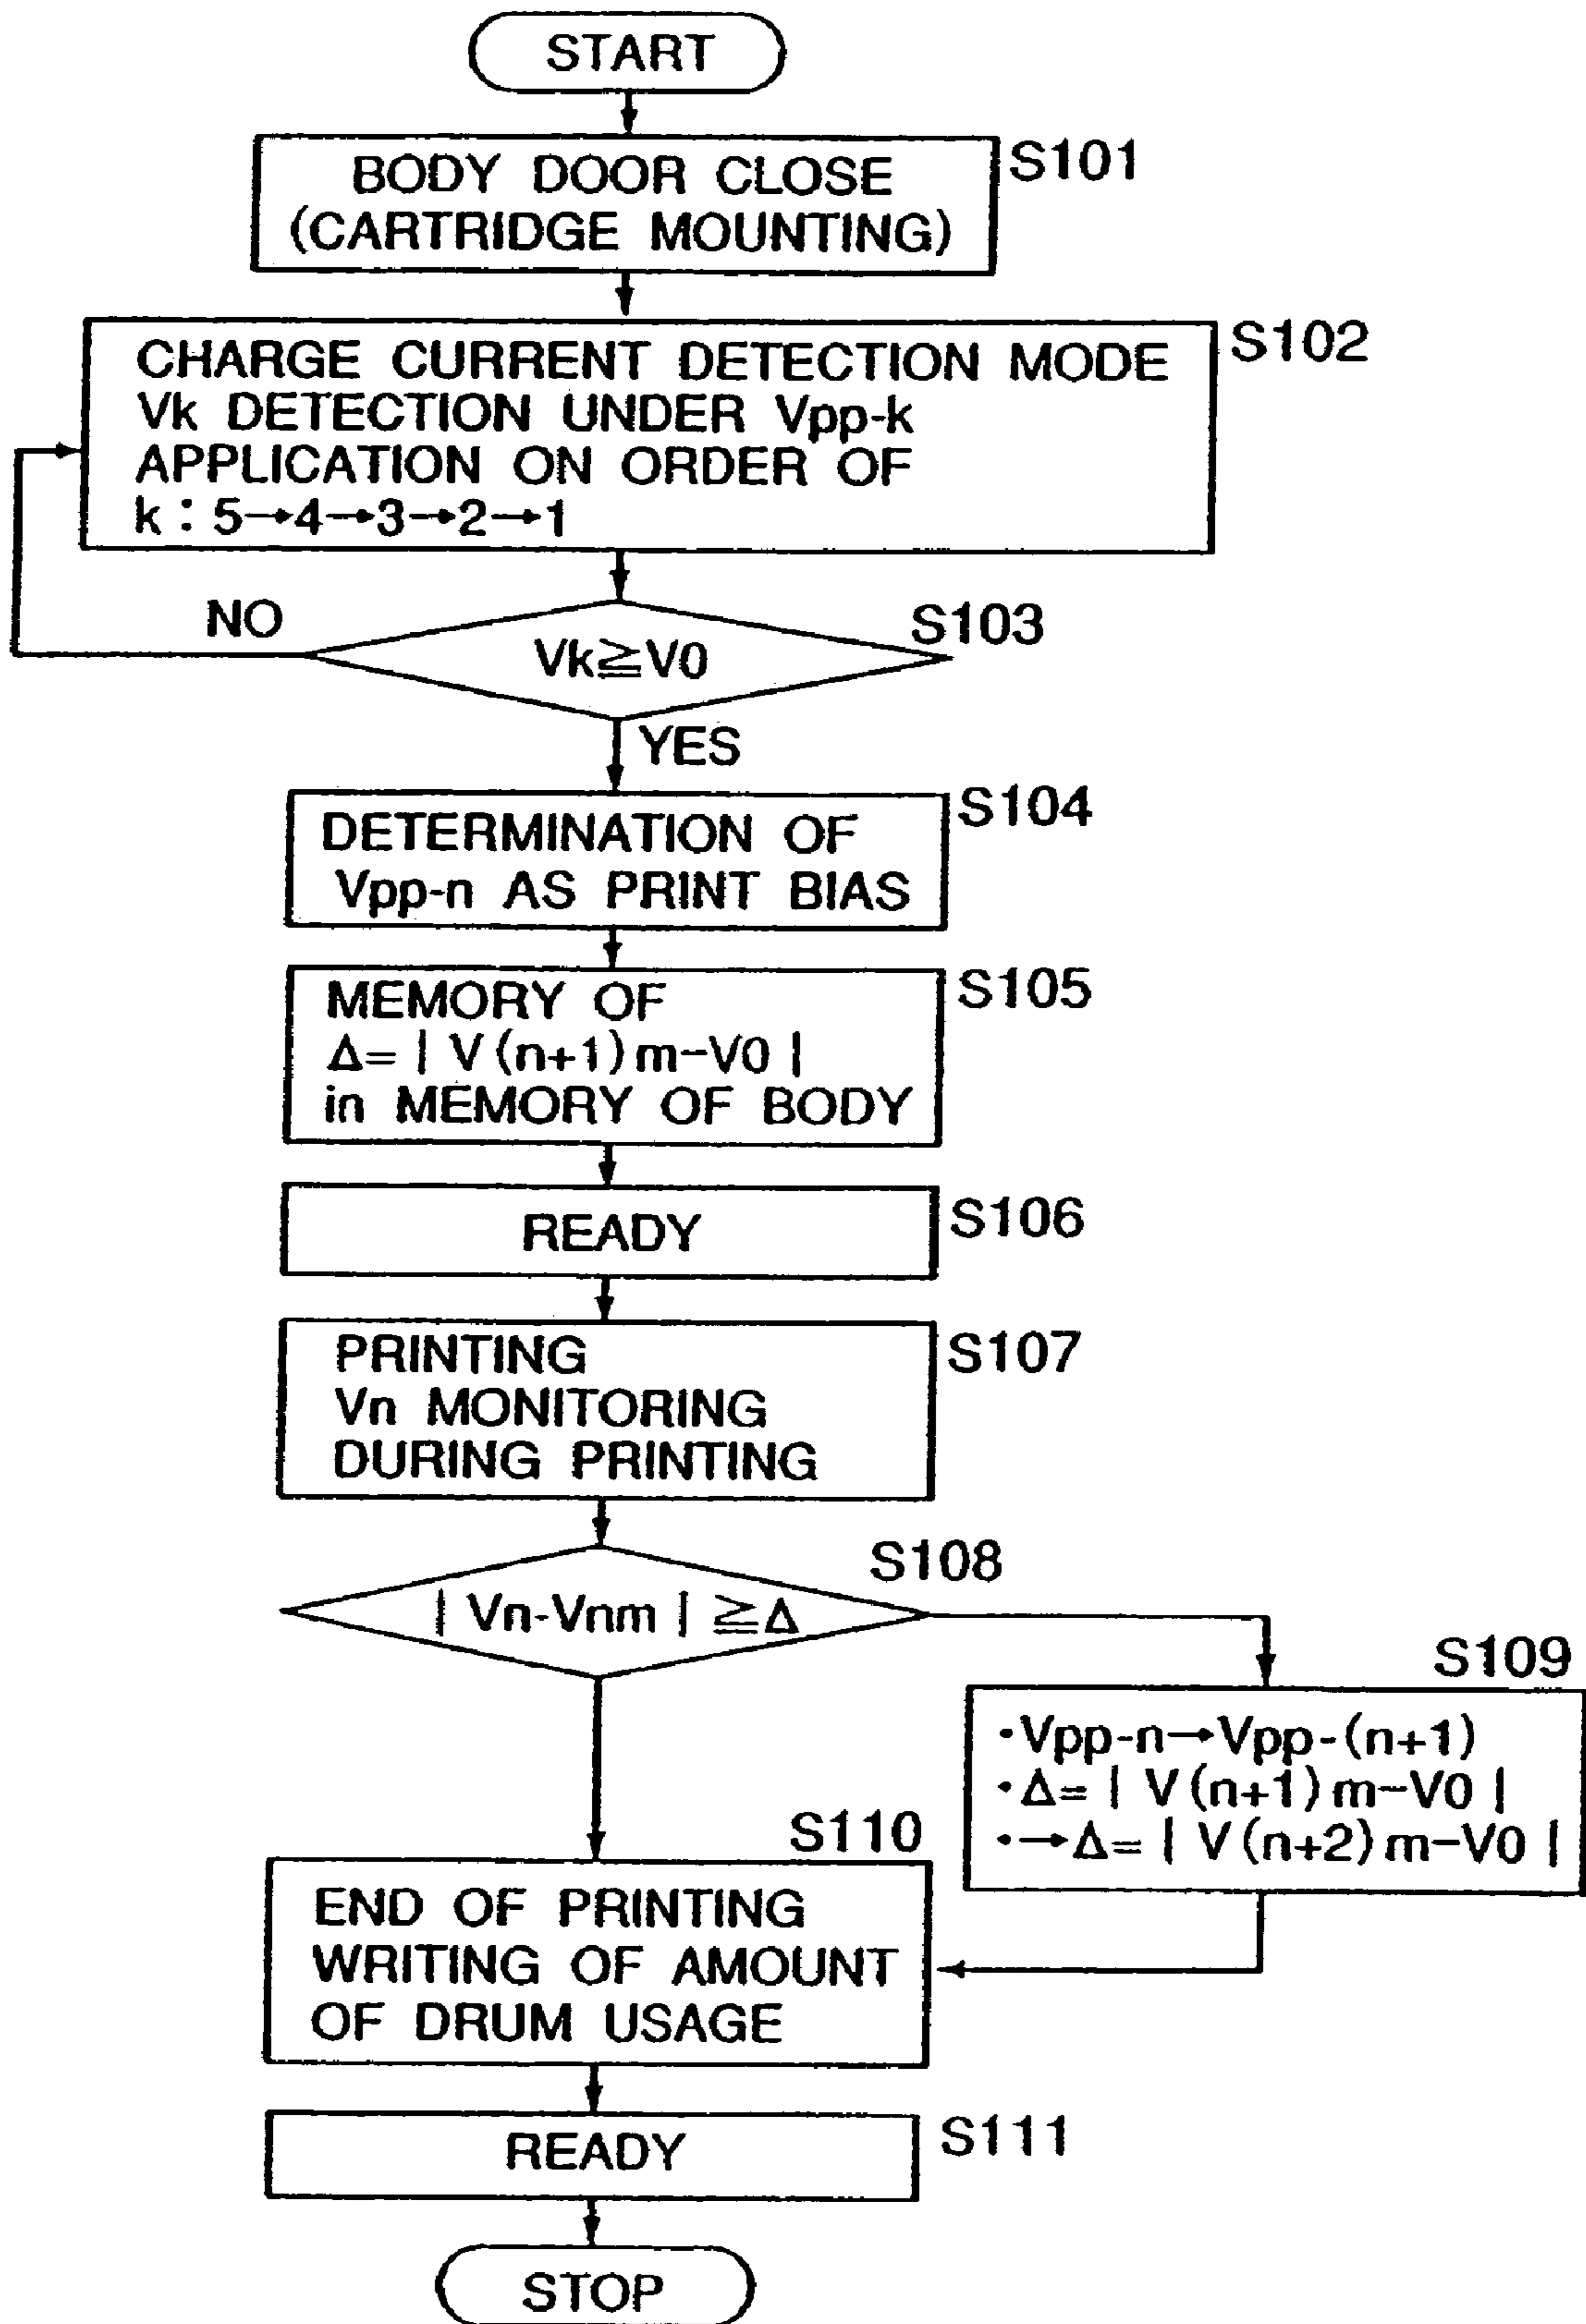 START
BODY DOOR CLOSE
(CARTRIDGE MOUNTING)
S101
CHARGE CURRENT DETECTION MODE
Vk DETECTION UNDER Vpp-k
APPLICATION ON ORDER OF
k : 5→4→3→2→1
S102
NO
Vk≧V0
S103
YES
DETERMINATION OF
Vpp-n AS PRINT BIAS
S104
MEMORY OF
Δ= | V(n+1)m-V0 |
in MEMORY OF BODY
S105
READY
S106
PRINTING
Vn MONITORING
DURING PRINTING
S107
| Vn-Vnm | ≧Δ
S108
S109
·Vpp-n→Vpp-(n+1)
·Δ= | V(n+1)m-V0 |
·→Δ= | V(n+2)m-V0 |
S110
END OF PRINTING
WRITING OF AMOUNT
OF DRUM USAGE
READY
S111
STOP